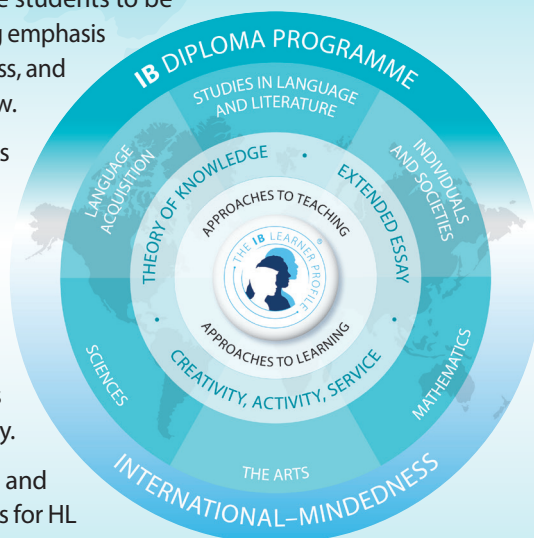 e students to be
g emphasis
ss, and
w.
s
s
y.
and
s for HL
IB DIPLOMA PROGRAMME
STUDIES IN LANGUAGE
AND LITERATURE
LANGUAGE
ACQUISITION
INDIVIDUALS
AND SOCIETIES
THEORY OF KNOWLEDGE
EXTENDED ESSAY
APPROACHES TO TEACHING
THE IB LEARNER PROFILE ®
APPROACHES TO LEARNING
CREATIVITY, ACTIVITY, SERVICE
SCIENCES
MATHEMATICS
THE ARTS
INTERNATIONAL–MINDEDNESS